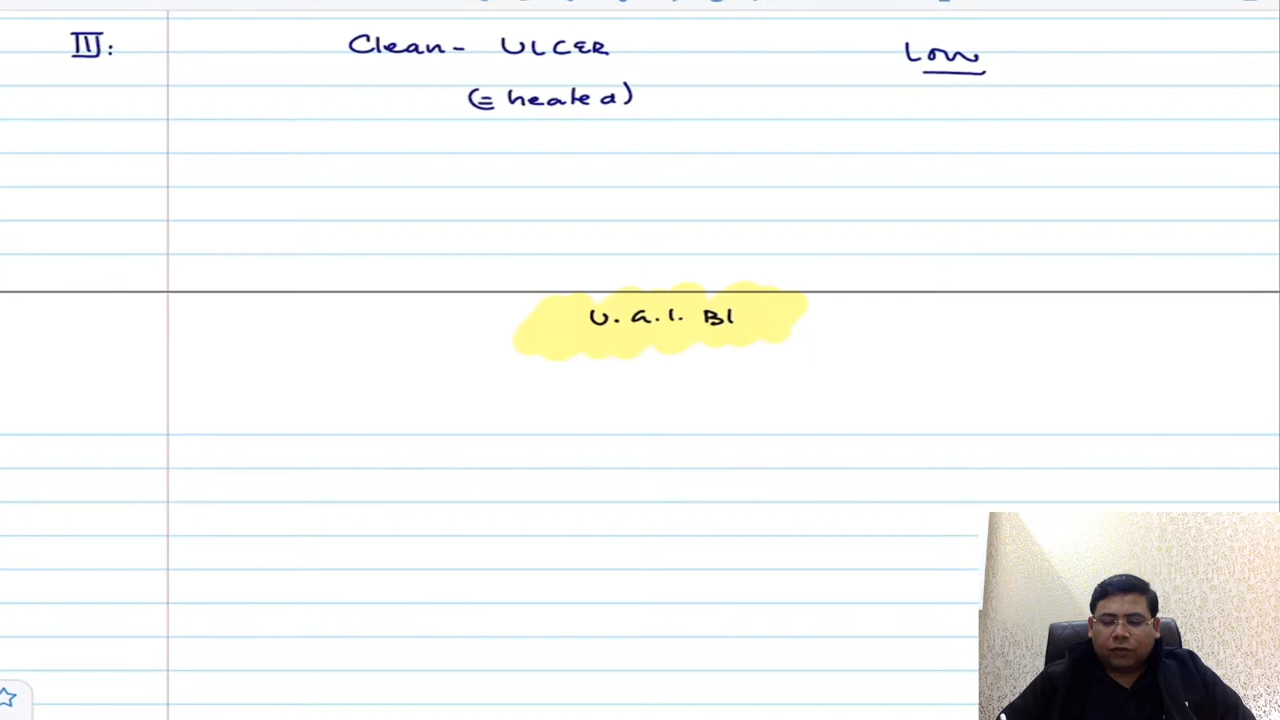 III: Clean - ULCER Low
(= healed)
U. G. I. Bl